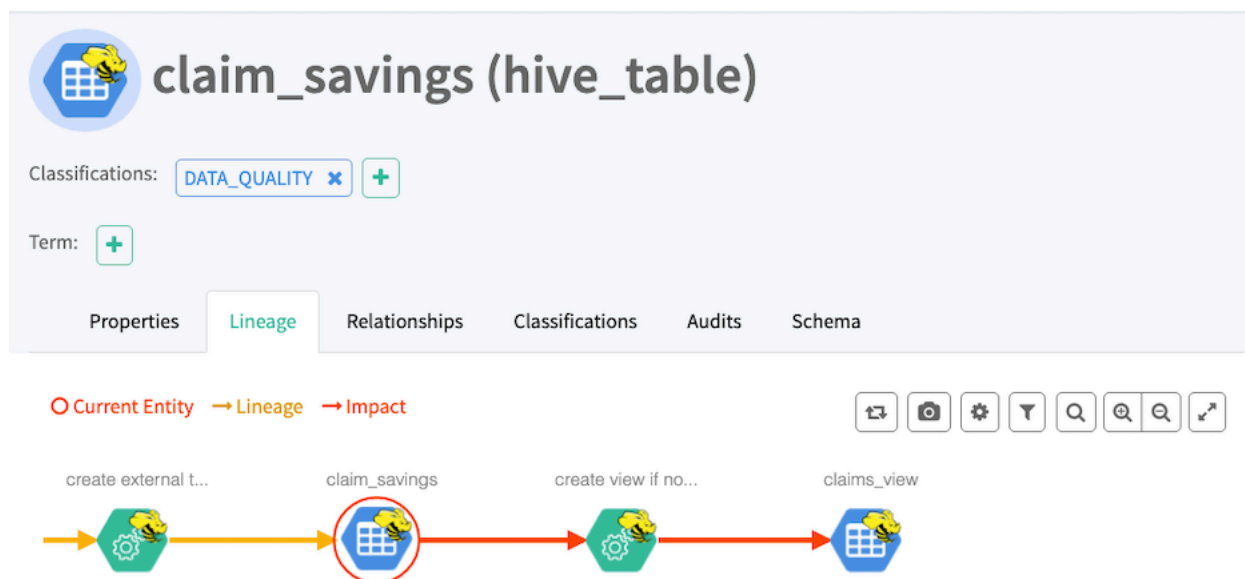 claim_savings (hive_table)
Classifications: DATA_QUALITY
Term:
Properties Lineage Relationships Classifications Audits Schema
Current Entity Lineage Impact
create external t... claim_savings create view if no... claims_view